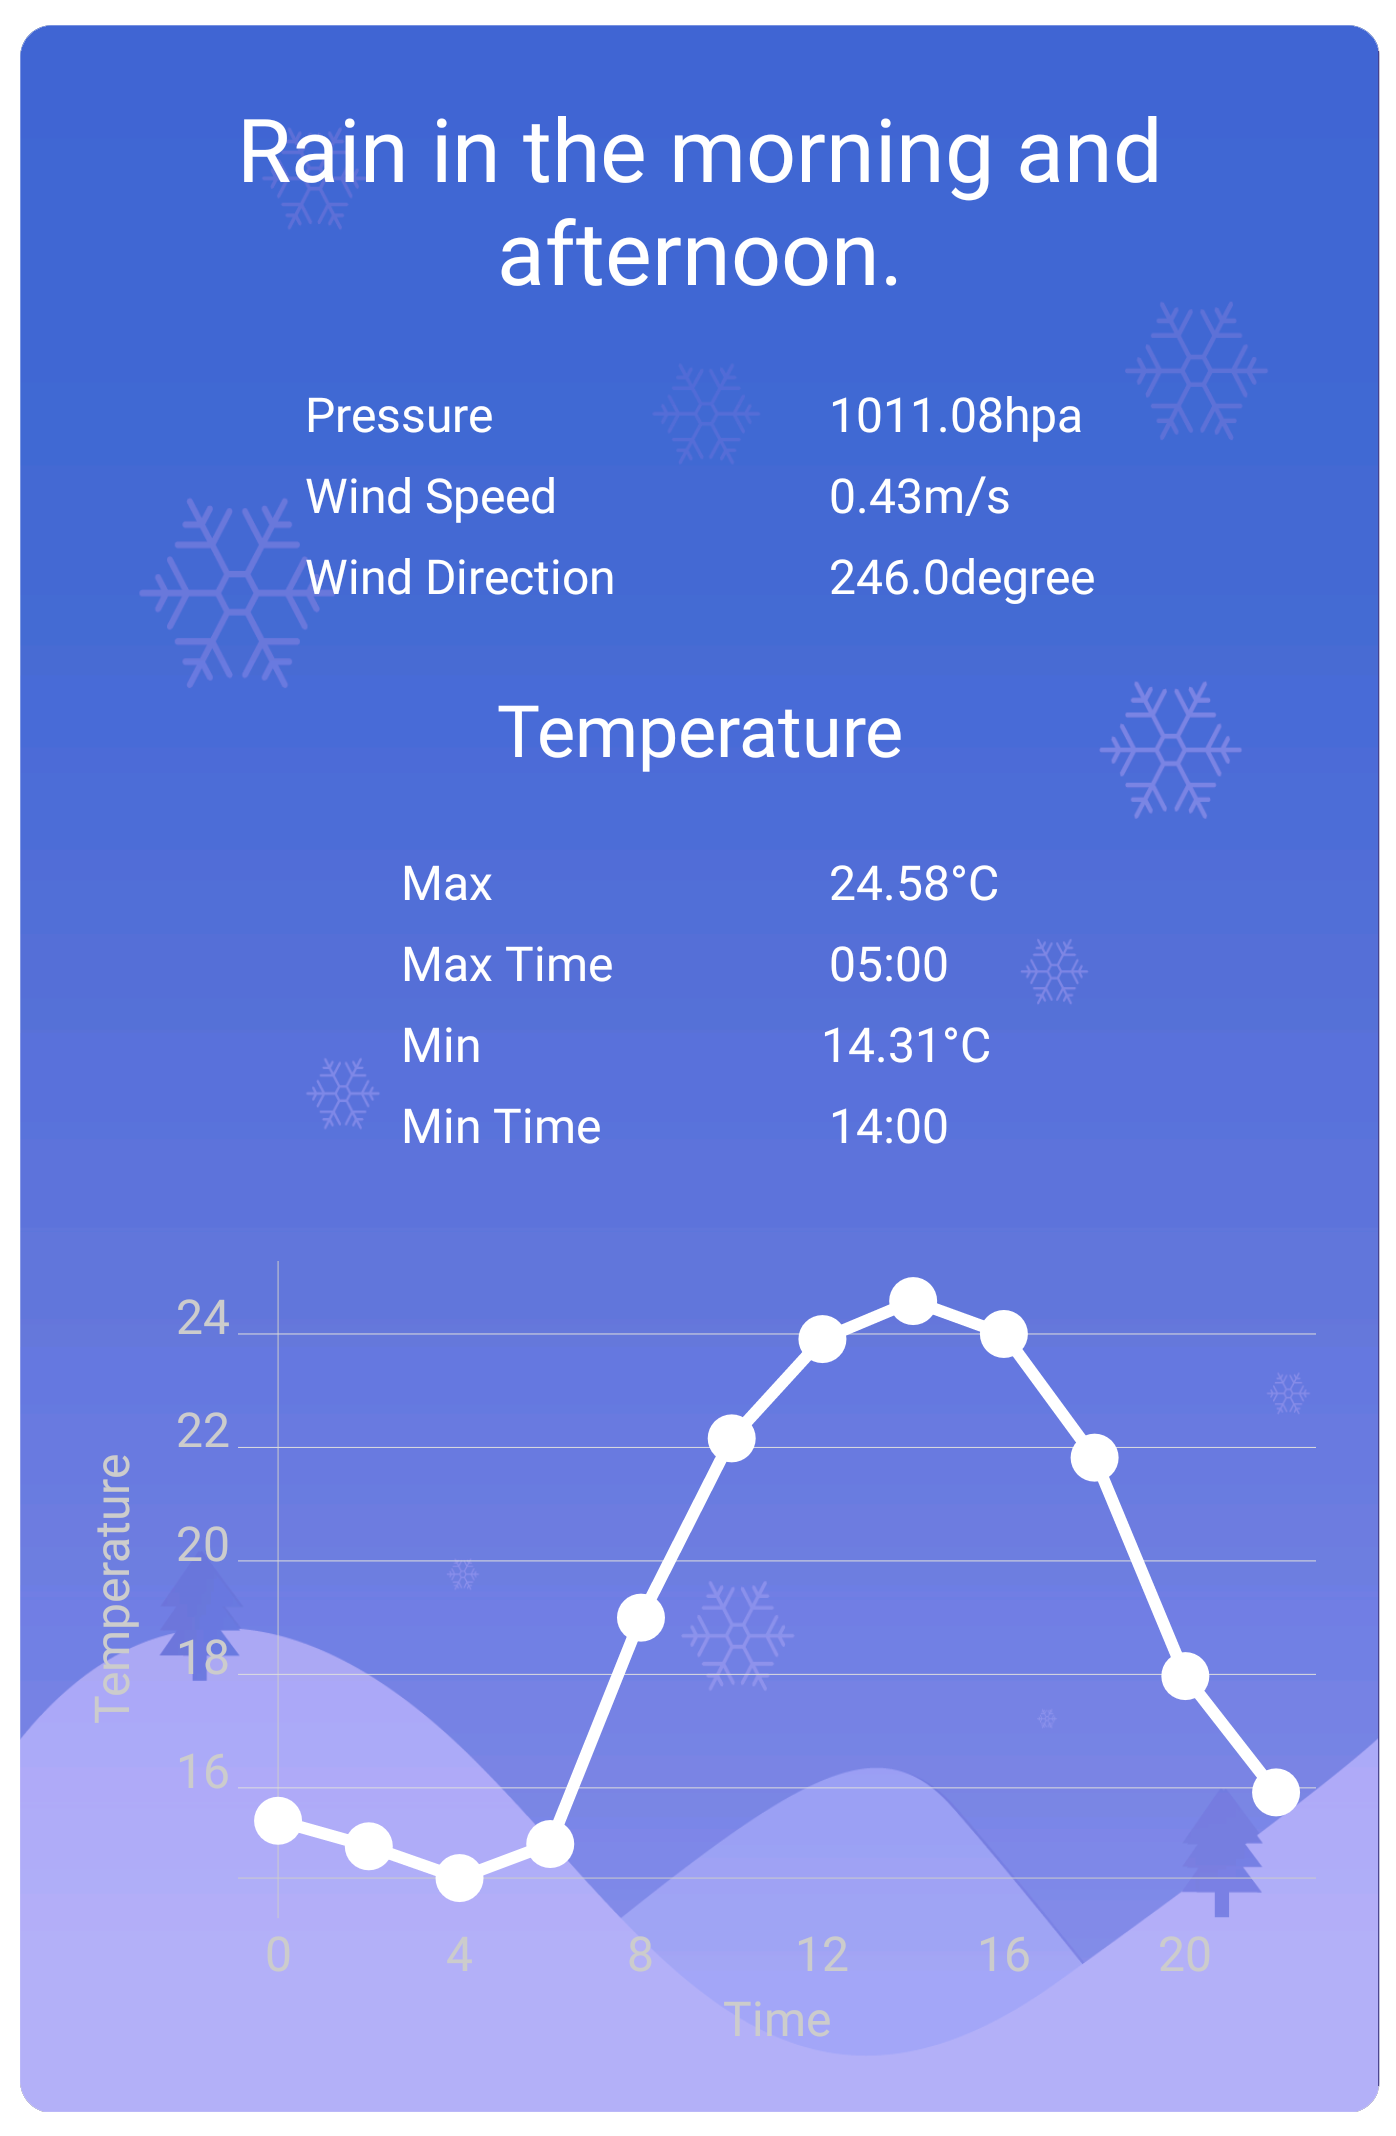 Rain in the morning and
afternoon.
Pressure 1011.08hpa
Wind Speed 0.43m/s
Wind Direction 246.0degree
Temperature
Max 24.58°C
Max Time 05:00
Min 14.31°C
Min Time 14:00
24
22
20
18
16
Temperature
0 4 8 12 16 20
Time